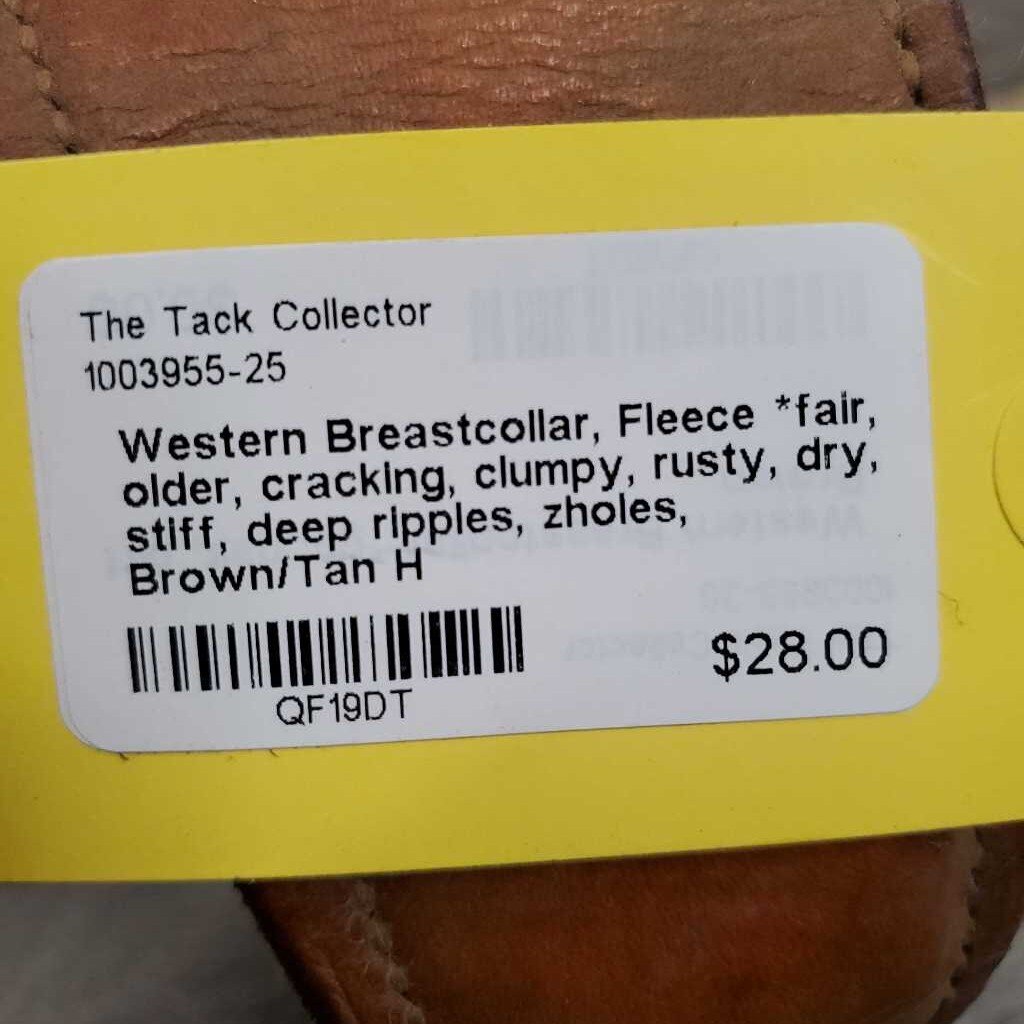 The Tack Collector
1003955-25
Western Breastcollar, Fleece *fair,
older, cracking, clumpy, rusty, dry,
stiff, deep ripples, zholes,
Brown/Tan H
QF19DT
$28.00